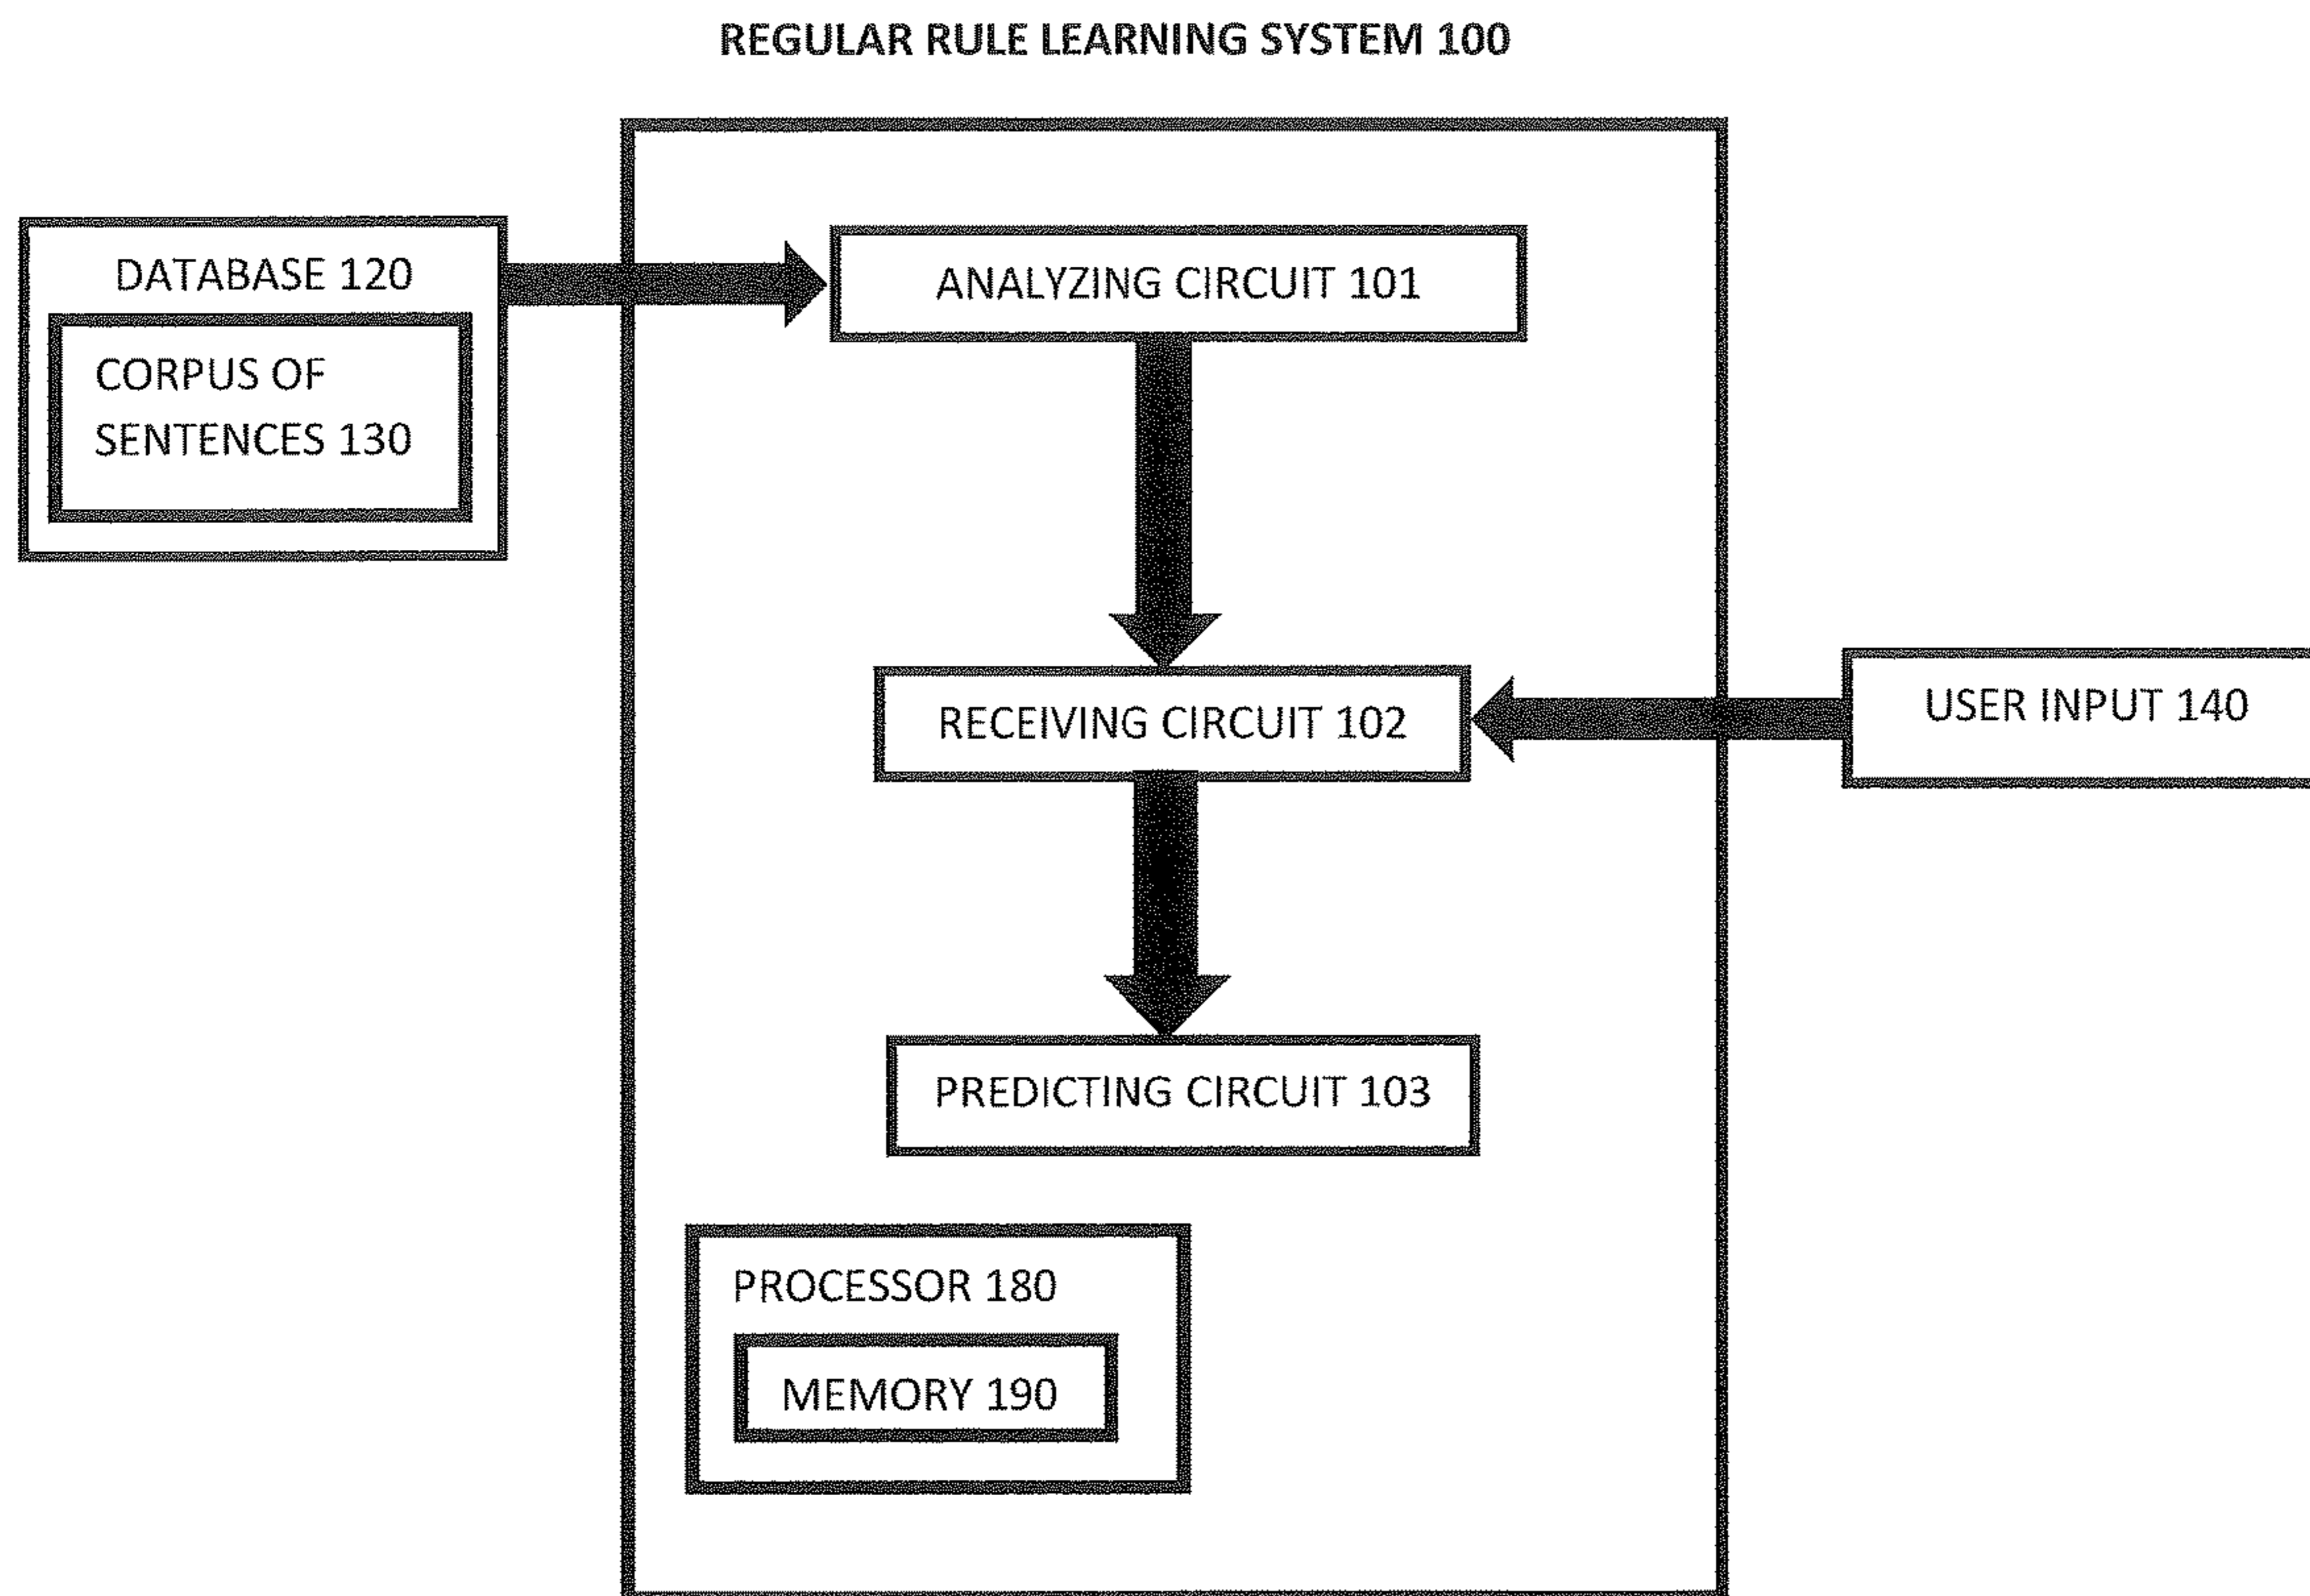 REGULAR RULE LEARNING SYSTEM 100
DATABASE 120
CORPUS OF
SENTENCES 130
ANALYZING CIRCUIT 101
RECEIVING CIRCUIT 102
USER INPUT 140
PREDICTING CIRCUIT 103
PROCESSOR 180
MEMORY 190